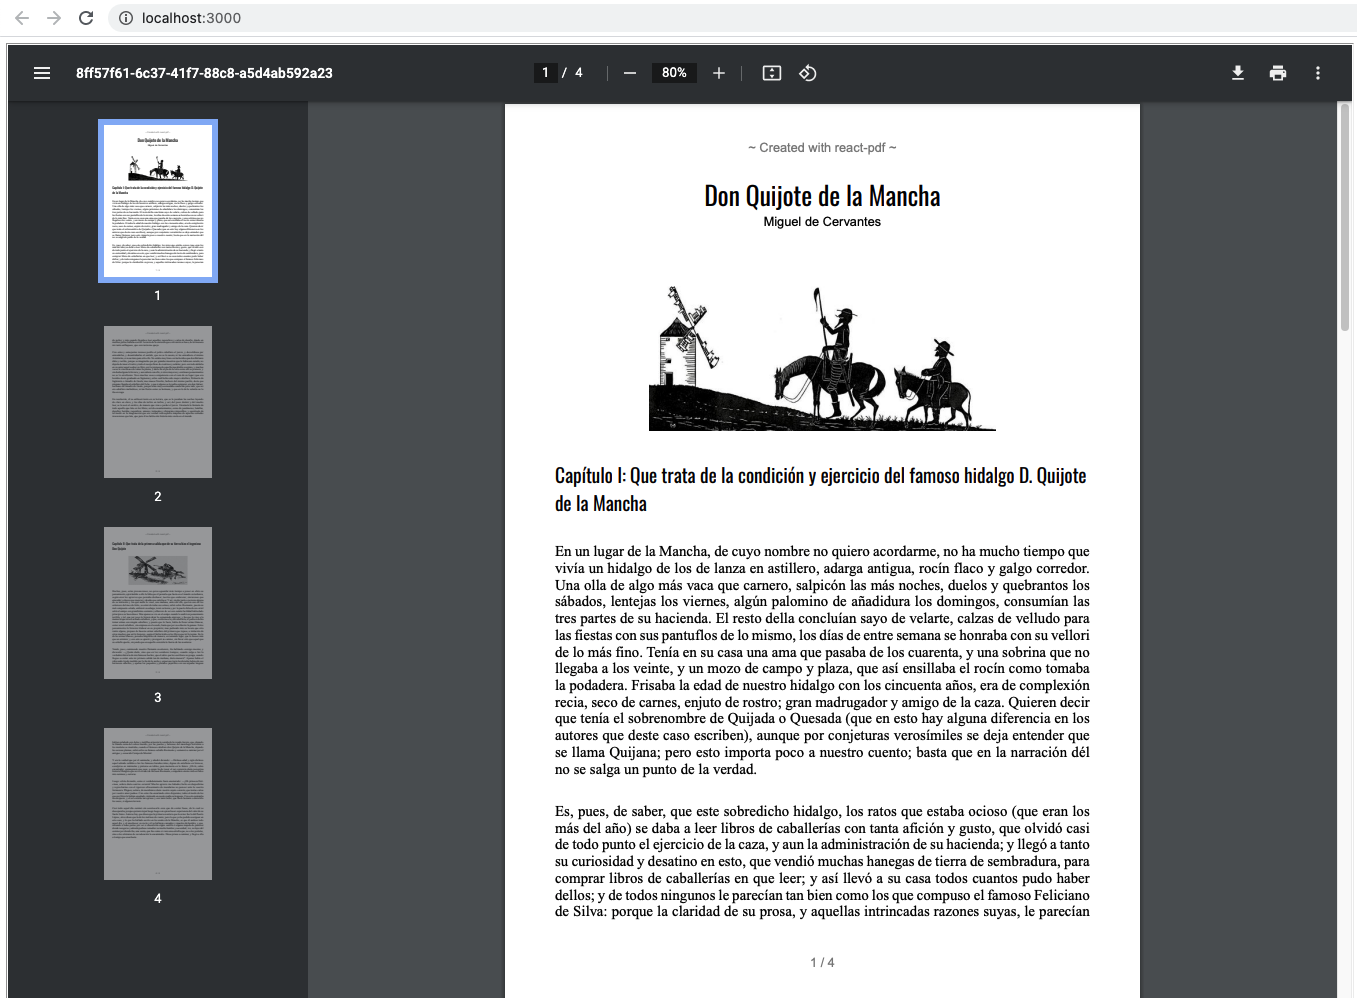 localhost:3000
8ff57f61-6c37-41f7-88c8-a5d4ab592a23
1 / 4
80%
1
2
3
4
~ Created with react-pdf ~
Don Quijote de la Mancha
Miguel de Cervantes
Capítulo I: Que trata de la condición y ejercicio del famoso hidalgo D. Quijote
de la Mancha
En un lugar de la Mancha, de cuyo nombre no quiero acordarme, no ha mucho tiempo que
vivía un hidalgo de los de lanza en astillero, adarga antigua, rocín flaco y galgo corredor.
Una olla de algo más vaca que carnero, salpicón las más noches, duelos y quebrantos los
sábados, lentejas los viernes, algún palomino de añadidura los domingos, consumían las
tres partes de su hacienda. El resto della concluían sayo de velarte, calzas de velludo para
las fiestas con sus pantuflos de lo mismo, los días de entre semana se honraba con su vellori
de lo más fino. Tenía en su casa una ama que pasaba de los cuarenta, y una sobrina que no
llegaba a los veinte, y un mozo de campo y plaza, que así ensillaba el rocín como tomaba
la podadera. Frisaba la edad de nuestro hidalgo con los cincuenta años, era de complexión
recia, seco de carnes, enjuto de rostro; gran madrugador y amigo de la caza. Quieren decir
que tenía el sobrenombre de Quijada o Quesada (que en esto hay alguna diferencia en los
autores que deste caso escriben), aunque por conjeturas verosímiles se deja entender que
se llama Quijana; pero esto importa poco a nuestro cuento; basta que en la narración dél
no se salga un punto de la verdad.
Es, pues, de saber, que este sobredicho hidalgo, los ratos que estaba ocioso (que eran los
más del año) se daba a leer libros de caballerías con tanta afición y gusto, que olvidó casi
de todo punto el ejercicio de la caza, y aun la administración de su hacienda; y llegó a tanto
su curiosidad y desatino en esto, que vendió muchas hanegas de tierra de sembradura, para
comprar libros de caballerías en que leer; y así llevó a su casa todos cuantos pudo haber
dellos; y de todos ningunos le parecían tan bien como los que compuso el famoso Feliciano
de Silva: porque la claridad de su prosa, y aquellas intrincadas razones suyas, le parecían
1 / 4